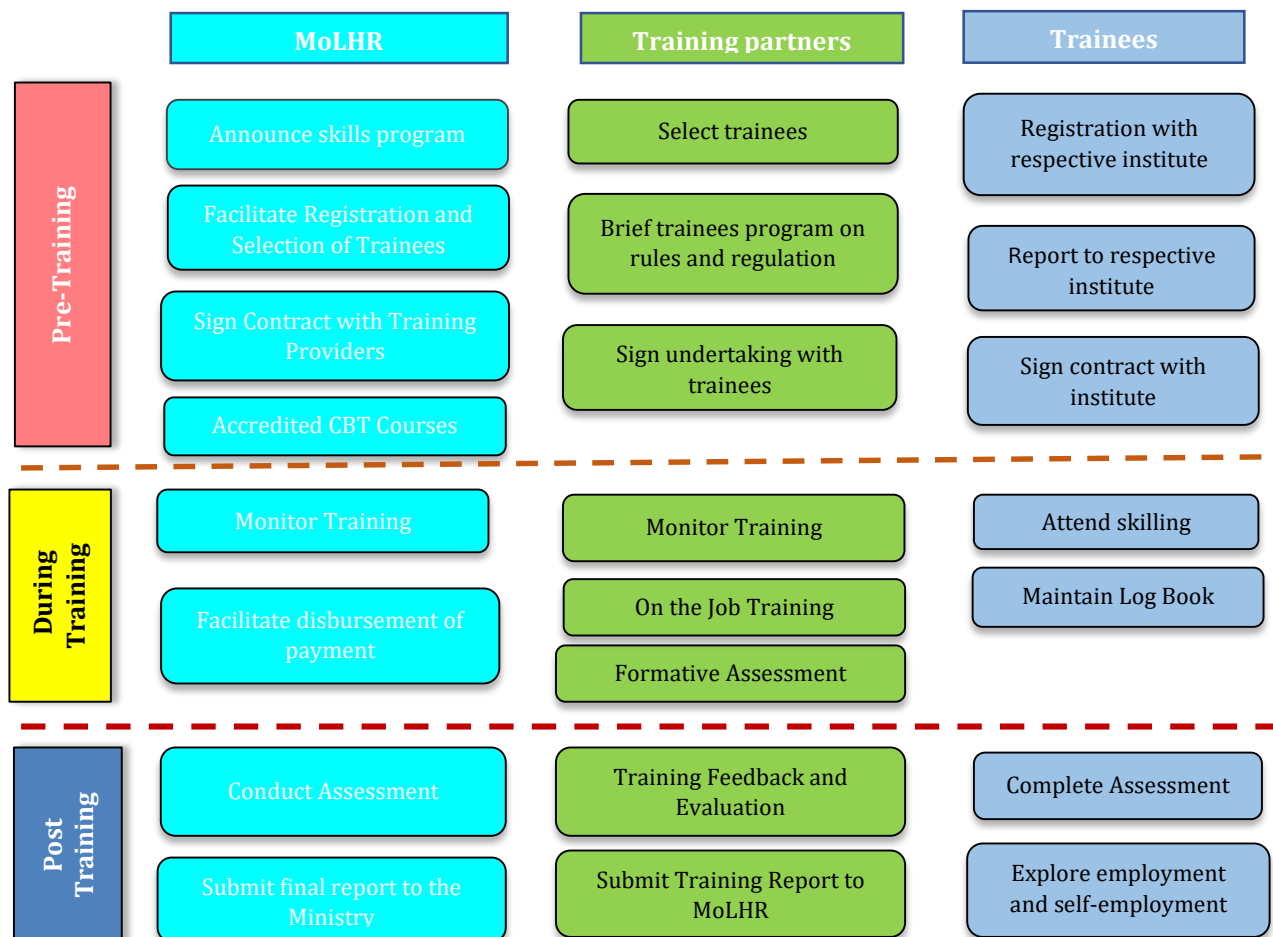 MoLHR
Training partners
Trainees
Pre-Training
Announce skills program
Facilitate Registration and
Selection of Trainees
Sign Contract with Training
Providers
Accredited CBT Courses
Select trainees
Brief trainees program on
rules and regulation
Sign undertaking with
trainees
Registration with
respective institute
Report to respective
institute
Sign contract with
institute
During
Training
Monitor Training
Facilitate disbursement of
payment
Monitor Training
On the Job Training
Formative Assessment
Attend skilling
Maintain Log Book
Post
Training
Conduct Assessment
Submit final report to the
Ministry
Training Feedback and
Evaluation
Submit Training Report to
MoLHR
Complete Assessment
Explore employment
and self-employment